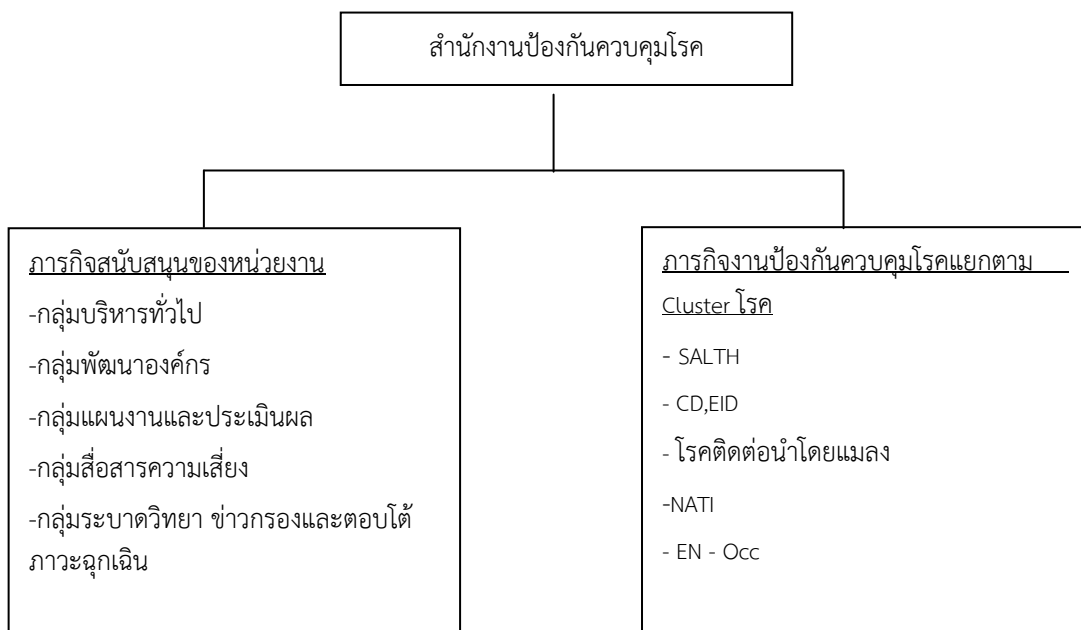 สำนักงานป้องกันควบคุมโรค
ภารกิจสนับสนุนของหน่วยงาน
-กลุ่มบริหารทั่วไป
-กลุ่มพัฒนาองค์กร
-กลุ่มแผนงานและประเมินผล
-กลุ่มสื่อสารความเสี่ยง
-กลุ่มระบาดวิทยา ข่าวกรองและตอบโต้
ภาวะฉุกเฉิน
ภารกิจงานป้องกันควบคุมโรคแยกตาม
Cluster โรค
- SALTH
- CD,EID
- โรคติดต่อนำโดยแมลง
-NATI
- EN - Occ